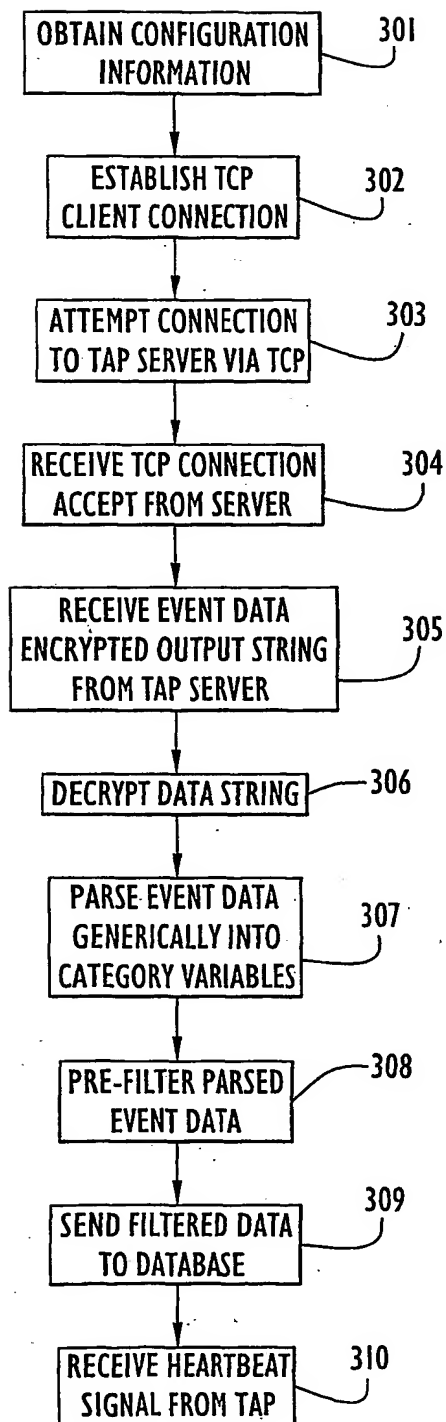 OBTAIN CONFIGURATION
INFORMATION
301
ESTABLISH TCP
CLIENT CONNECTION
302
ATTEMPT CONNECTION
TO TAP SERVER VIA TCP
303
RECEIVE TCP CONNECTION
ACCEPT FROM SERVER
304
RECEIVE EVENT DATA
ENCRYPTED OUTPUT STRING
FROM TAP SERVER
305
DECRYPT DATA STRING
306
PARSE EVENT DATA
GENERICALLY INTO
CATEGORY VARIABLES
307
PRE-FILTER PARSED
EVENT DATA
308
SEND FILTERED DATA
TO DATABASE
309
RECEIVE HEARTBEAT
SIGNAL FROM TAP
310